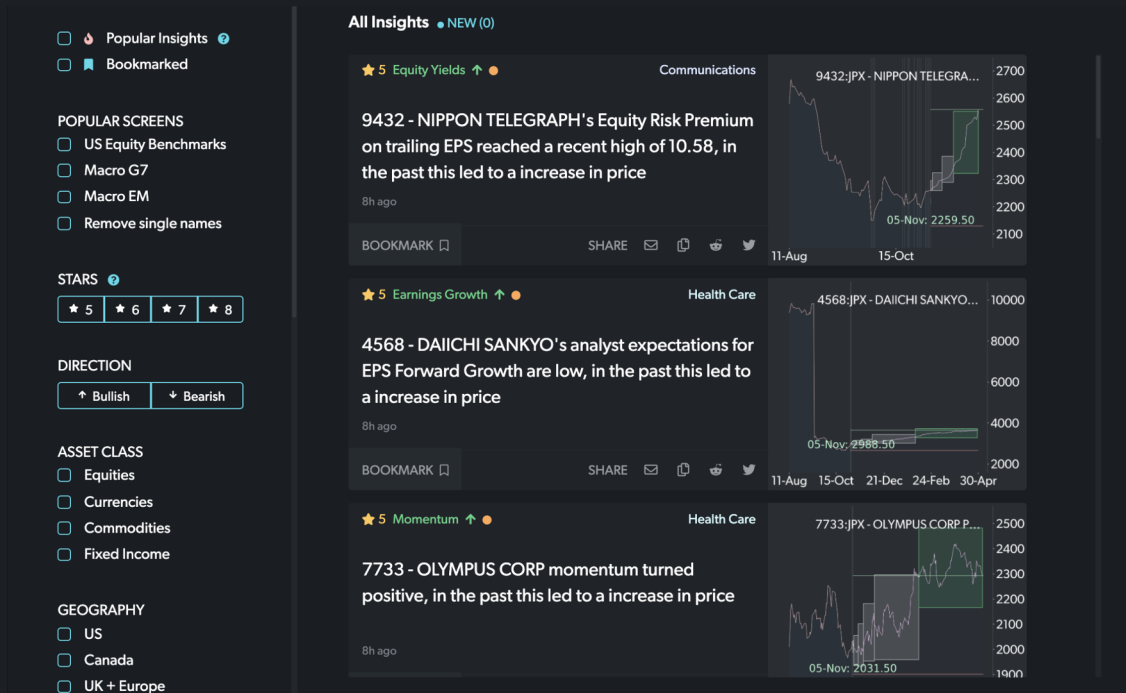 Popular Insights ?
Bookmarked
POPULAR SCREENS
US Equity Benchmarks
Macro G7
Macro EM
Remove single names
STARS ?
5 6 7 8
DIRECTION
Bullish Bearish
ASSET CLASS
Equities
Currencies
Commodities
Fixed Income
GEOGRAPHY
US
Canada
UK + Europe
All Insights NEW (0)
5 Equity Yields Communications
9432 - NIPPON TELEGRAPH's Equity Risk Premium
on trailing EPS reached a recent high of 10.58, in
the past this led to a increase in price
8h ago
BOOKMARK SHARE
9432:JPX - NIPPON TELEGRA...
2700
2600
2500
2400
2300
2200
2100
05-Nov: 2259.50
11-Aug 15-Oct
5 Earnings Growth Health Care
4568 - DAIICHI SANKYO's analyst expectations for
EPS Forward Growth are low, in the past this led to
a increase in price
8h ago
BOOKMARK SHARE
4568:JPX - DAIICHI SANKYO...
10000
8000
6000
4000
2000
05-Nov: 2988.50
11-Aug 15-Oct 21-Dec 24-Feb 30-Apr
5 Momentum Health Care
7733 - OLYMPUS CORP momentum turned
positive, in the past this led to a increase in price
8h ago
7733:JPX - OLYMPUS CORP P...
2500
2400
2300
2200
2100
2000
1900
05-Nov: 2031.50